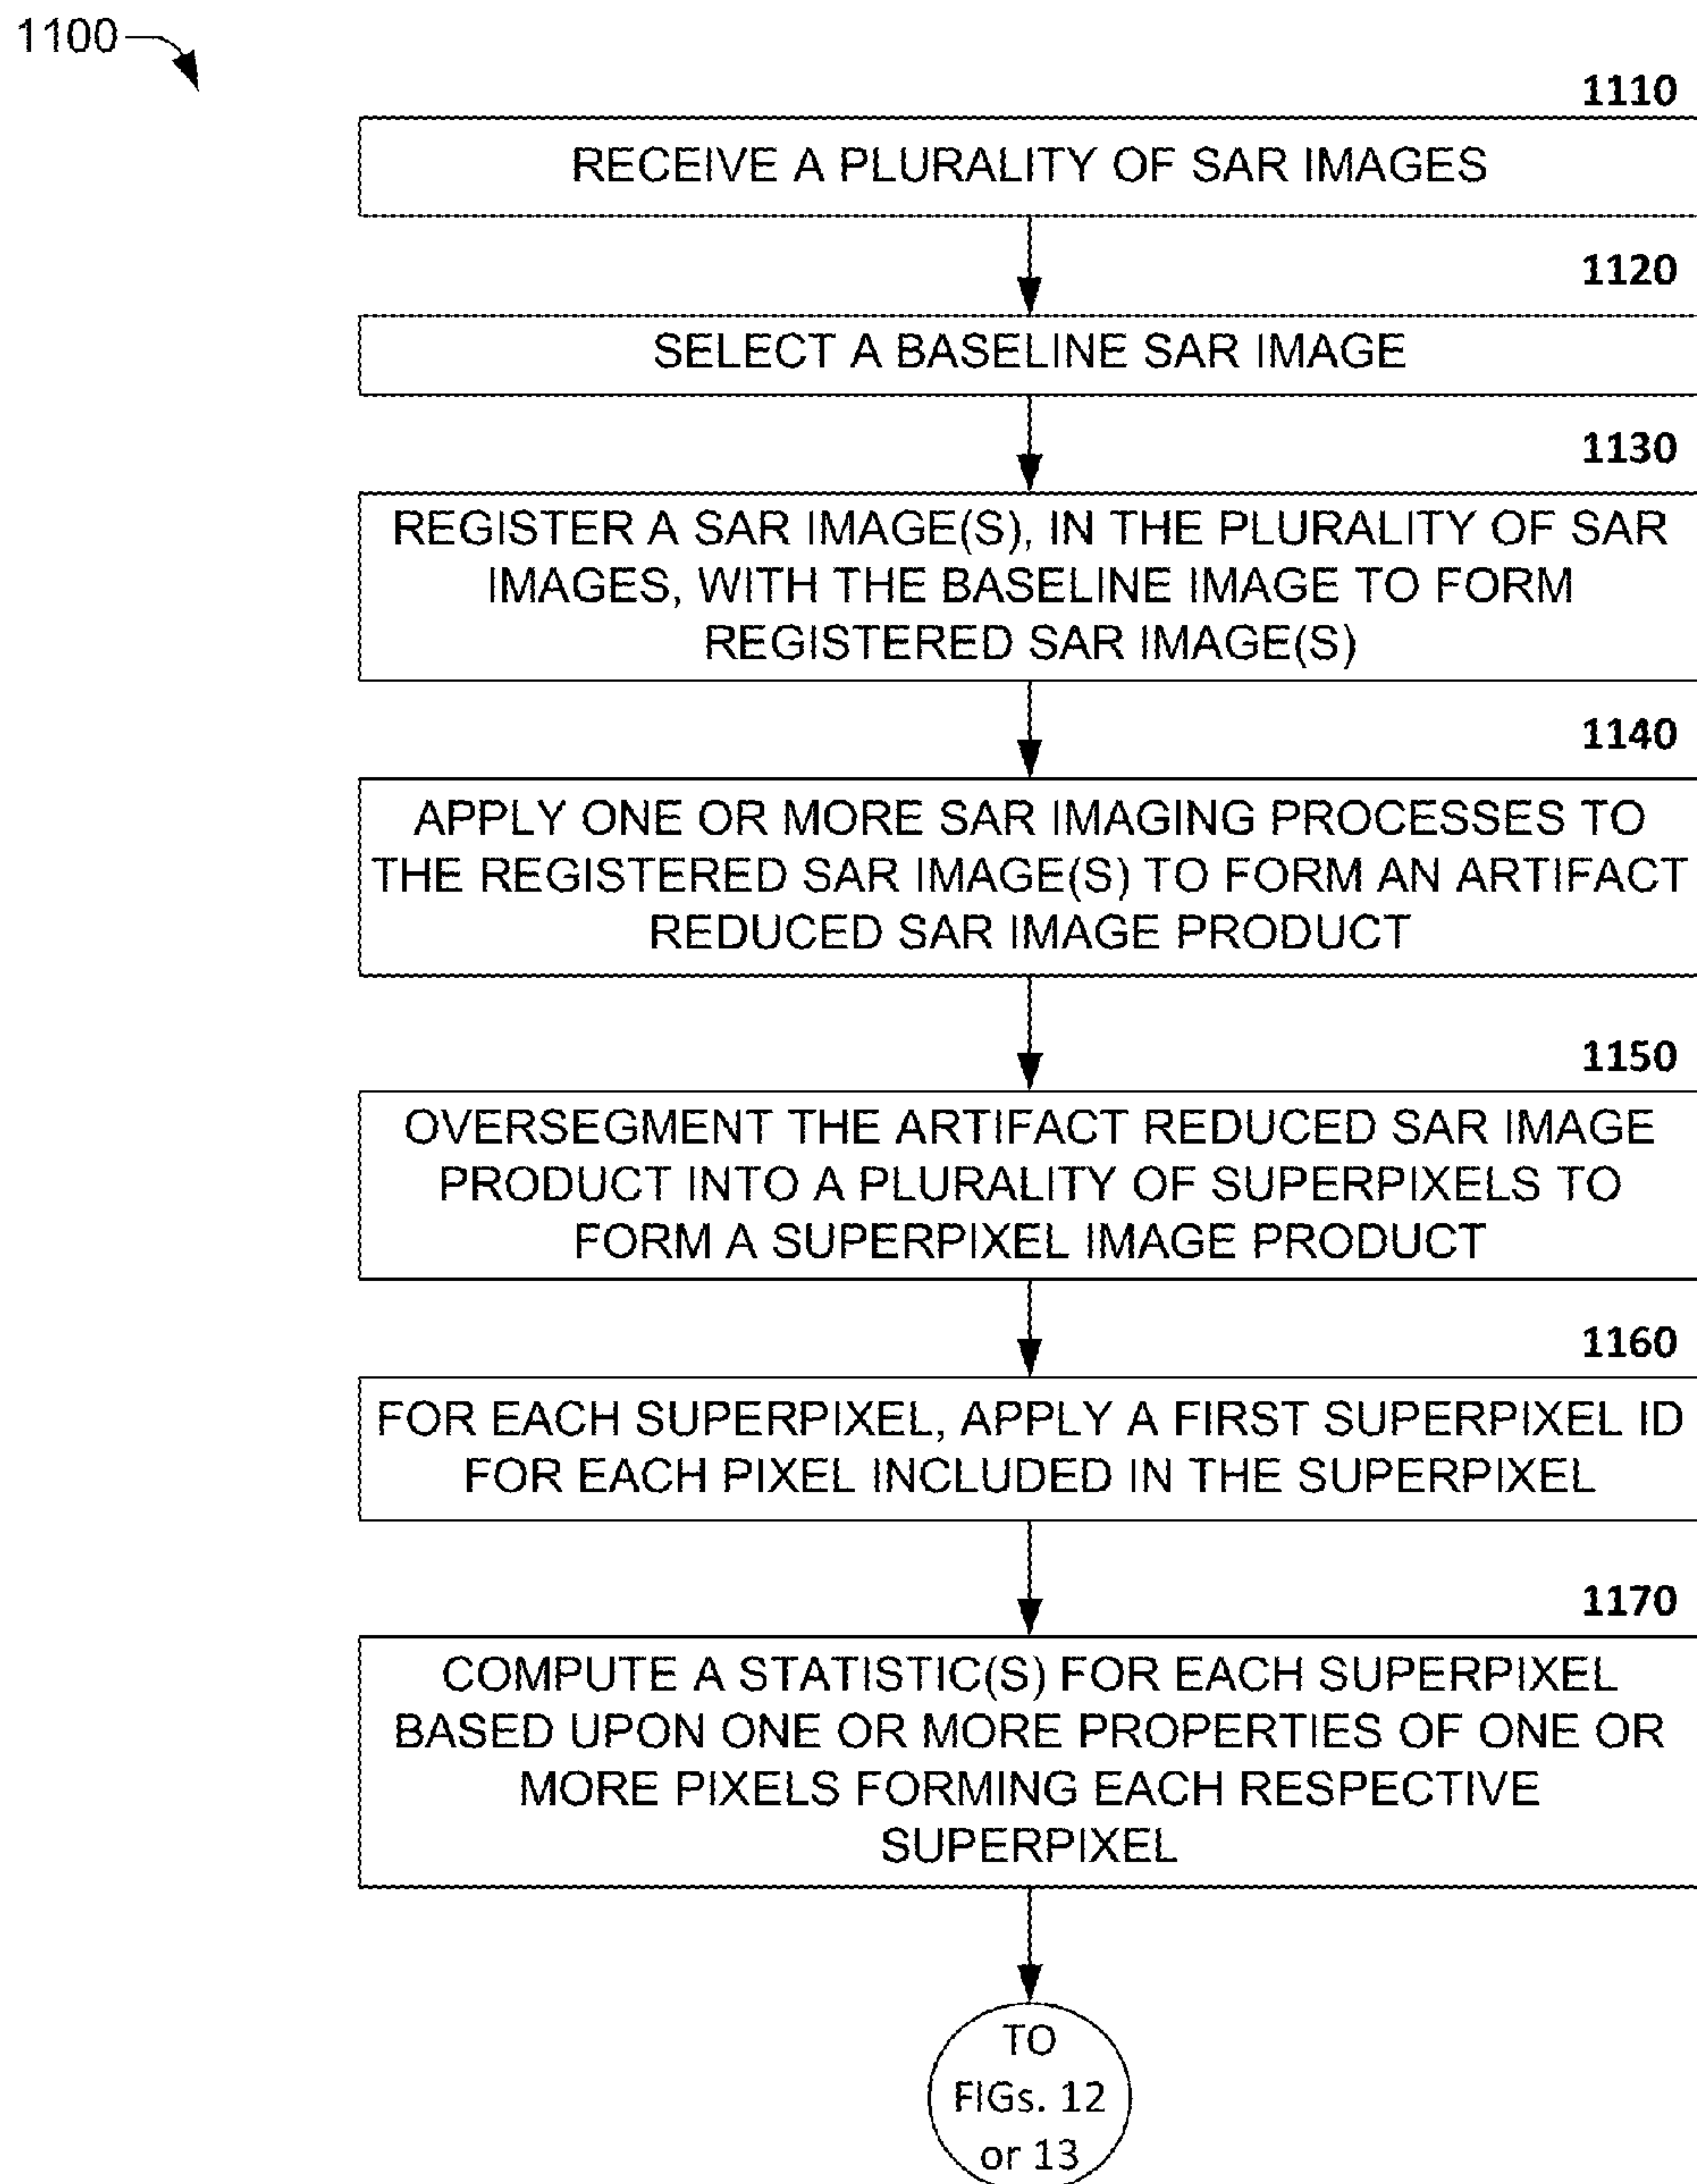 1100
1110
RECEIVE A PLURALITY OF SAR IMAGES
1120
SELECT A BASELINE SAR IMAGE
1130
REGISTER A SAR IMAGE(S), IN THE PLURALITY OF SAR
IMAGES, WITH THE BASELINE IMAGE TO FORM
REGISTERED SAR IMAGE(S)
1140
APPLY ONE OR MORE SAR IMAGING PROCESSES TO
THE REGISTERED SAR IMAGE(S) TO FORM AN ARTIFACT
REDUCED SAR IMAGE PRODUCT
1150
OVERSEGMENT THE ARTIFACT REDUCED SAR IMAGE
PRODUCT INTO A PLURALITY OF SUPERPIXELS TO
FORM A SUPERPIXEL IMAGE PRODUCT
1160
FOR EACH SUPERPIXEL, APPLY A FIRST SUPERPIXEL ID
FOR EACH PIXEL INCLUDED IN THE SUPERPIXEL
1170
COMPUTE A STATISTIC(S) FOR EACH SUPERPIXEL
BASED UPON ONE OR MORE PROPERTIES OF ONE OR
MORE PIXELS FORMING EACH RESPECTIVE
SUPERPIXEL
TO
FIGs. 12
or 13